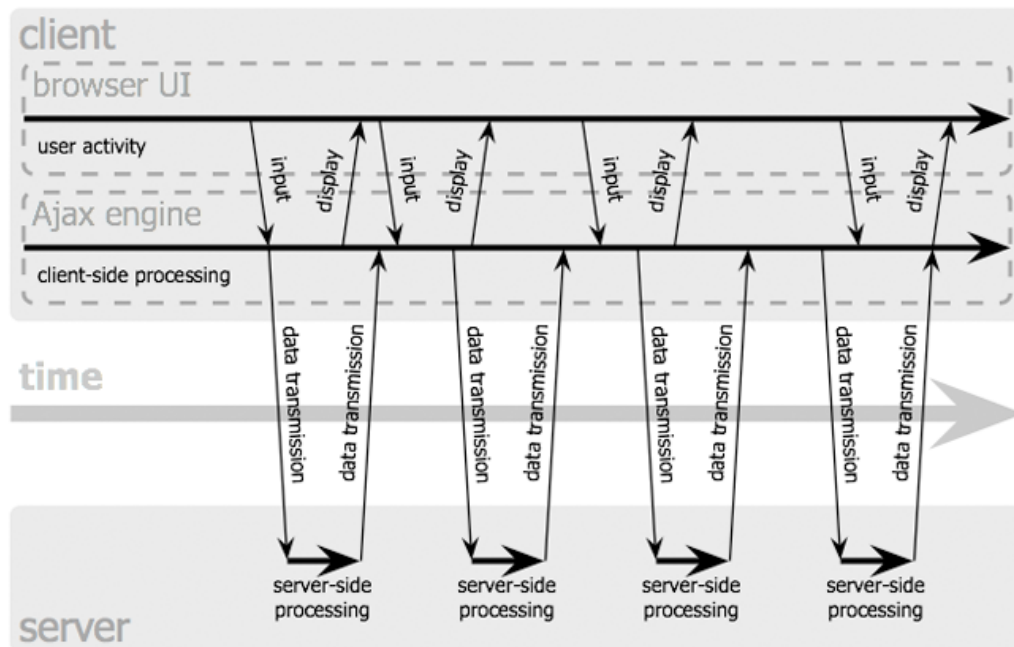 client
browser UI
user activity
input
display
input
display
input
display
input
display
Ajax engine
client-side processing
data transmission
data transmission
data transmission
data transmission
data transmission
data transmission
data transmission
data transmission
time
server-side
processing
server-side
processing
server-side
processing
server-side
processing
server